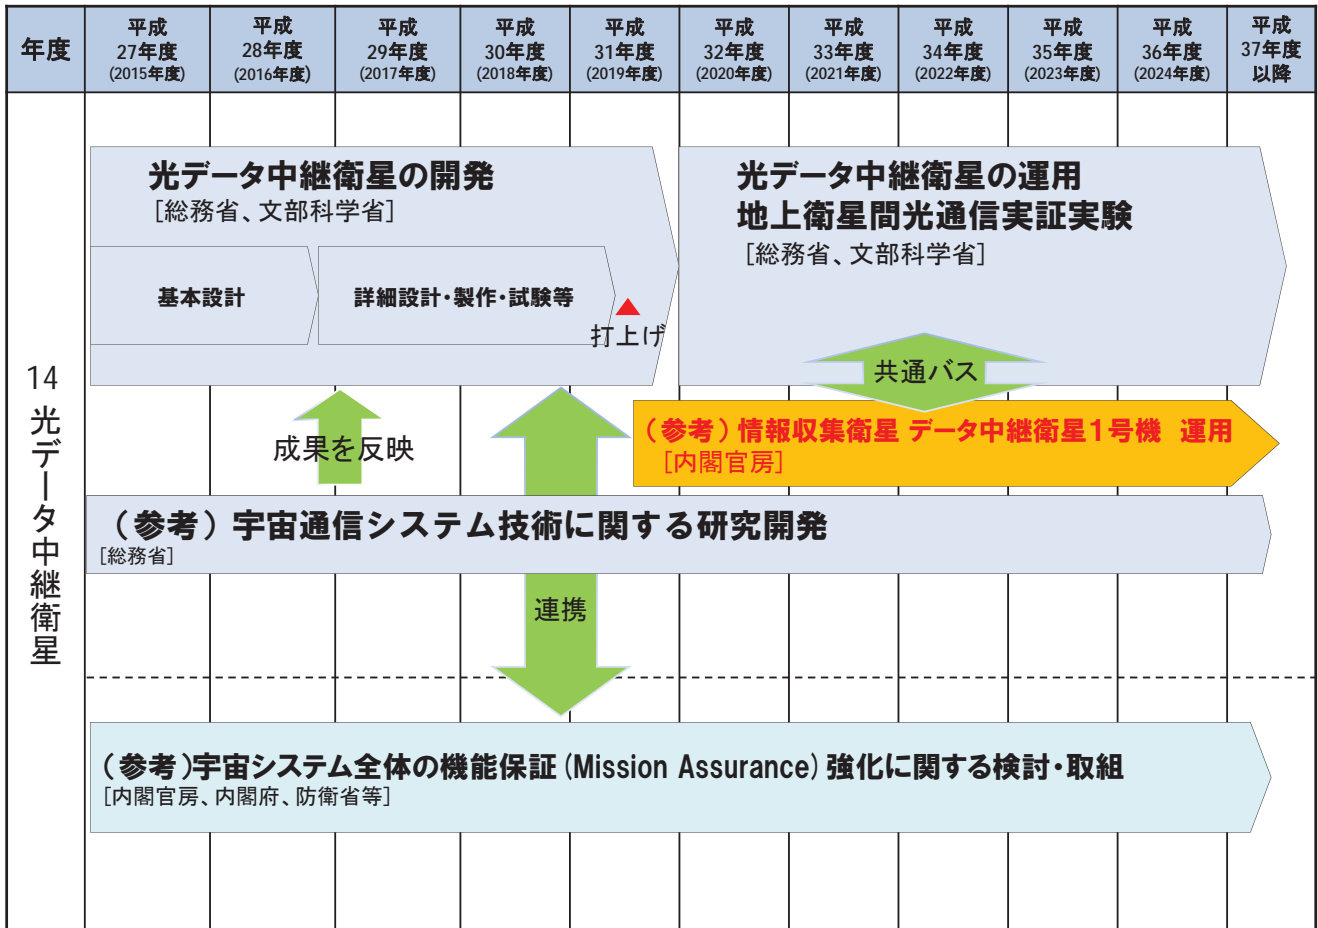 年度
平成
27年度
(2015年度)
平成
28年度
(2016年度)
平成
29年度
(2017年度)
平成
30年度
(2018年度)
平成
31年度
(2019年度)
平成
32年度
(2020年度)
平成
33年度
(2021年度)
平成
34年度
(2022年度)
平成
35年度
(2023年度)
平成
36年度
(2024年度)
平成
37年度
以降
14
光データ中継衛星
光データ中継衛星の開発
[総務省、文部科学省]
基本設計
詳細設計・製作・試験等
打上げ
光データ中継衛星の運用
地上衛星間光通信実証実験
[総務省、文部科学省]
共通バス
成果を反映
(参考)情報収集衛星 データ中継衛星1号機 運用
[内閣官房]
(参考)宇宙通信システム技術に関する研究開発
[総務省]
連携
(参考)宇宙システム全体の機能保証(Mission Assurance)強化に関する検討・取組
[内閣官房、内閣府、防衛省等]